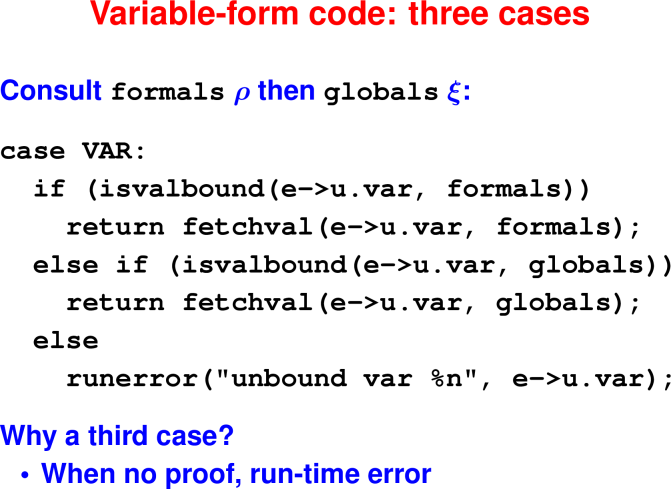 Variable-form code: three cases
Consult formals ρ then globals ξ:
case VAR:
  if (isvalbound(e->u.var, formals))
    return fetchval(e->u.var, formals);
  else if (isvalbound(e->u.var, globals))
    return fetchval(e->u.var, globals);
  else
    runerror("unbound var %n", e->u.var);
Why a third case?
• When no proof, run-time error